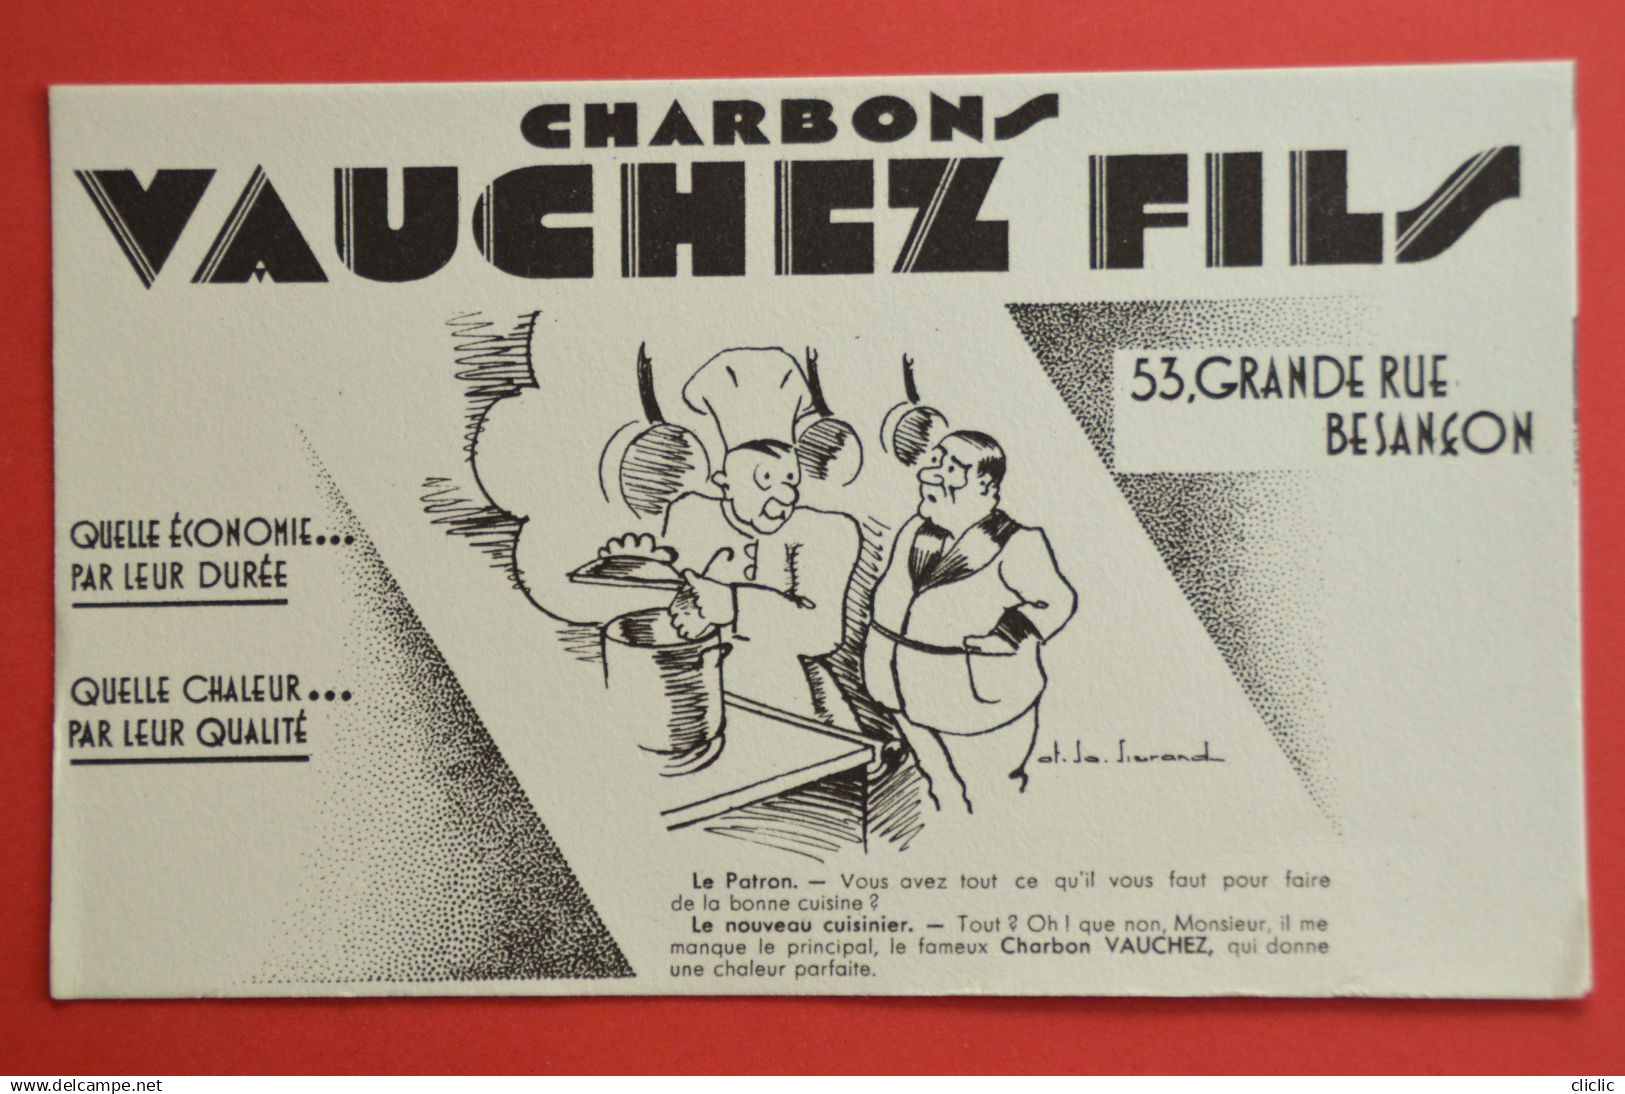 CHARBONS
VAUCHEZ FILS
53, GRANDE RUE
BESANÇON
QUELLE ÉCONOMIE...
PAR LEUR DURÉE
QUELLE CHALEUR...
PAR LEUR QUALITÉ
Le Patron. — Vous avez tout ce qu'il vous faut pour faire
de la bonne cuisine ?
Le nouveau cuisinier. — Tout ? Oh ! que non, Monsieur, il me
manque le principal, le fameux Charbon VAUCHEZ, qui donne
une chaleur parfaite.
www.delcampe.net
cliclic